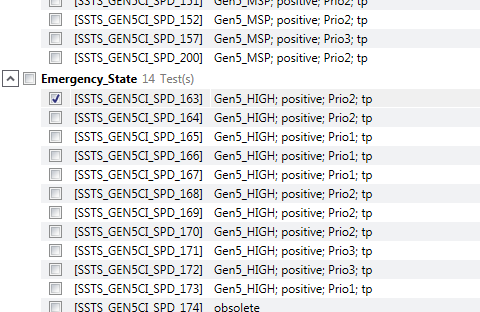 [SSTS_GEN5CI_SPD_151] Gen5_MSP; positive; Prio2; tp
[SSTS_GEN5CI_SPD_152] Gen5_MSP; positive; Prio2; tp
[SSTS_GEN5CI_SPD_157] Gen5_MSP; positive; Prio3; tp
[SSTS_GEN5CI_SPD_200] Gen5_MSP; positive; Prio2; tp
Emergency_State 14 Test(s)
[SSTS_GEN5CI_SPD_163] Gen5_HIGH; positive; Prio2; tp
[SSTS_GEN5CI_SPD_164] Gen5_HIGH; positive; Prio2; tp
[SSTS_GEN5CI_SPD_165] Gen5_HIGH; positive; Prio1; tp
[SSTS_GEN5CI_SPD_166] Gen5_HIGH; positive; Prio1; tp
[SSTS_GEN5CI_SPD_167] Gen5_HIGH; positive; Prio1; tp
[SSTS_GEN5CI_SPD_168] Gen5_HIGH; positive; Prio2; tp
[SSTS_GEN5CI_SPD_169] Gen5_HIGH; positive; Prio2; tp
[SSTS_GEN5CI_SPD_170] Gen5_HIGH; positive; Prio2; tp
[SSTS_GEN5CI_SPD_171] Gen5_HIGH; positive; Prio3; tp
[SSTS_GEN5CI_SPD_172] Gen5_HIGH; positive; Prio3; tp
[SSTS_GEN5CI_SPD_173] Gen5_HIGH; positive; Prio1; tp
[SSTS_GEN5CI_SPD_174] obsolete